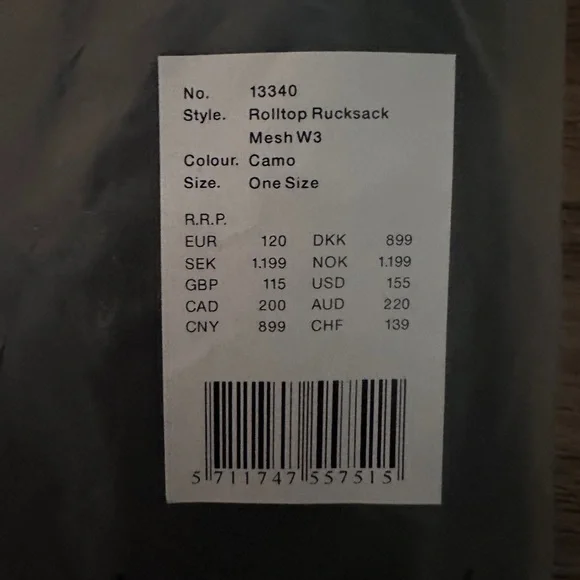 No. 13340
Style. Rolltop Rucksack
Mesh W3
Colour. Camo
Size. One Size
R.R.P.
EUR 120 DKK 899
SEK 1.199 NOK 1.199
GBP 115 USD 155
CAD 200 AUD 220
CNY 899 CHF 139
5 711747 557515